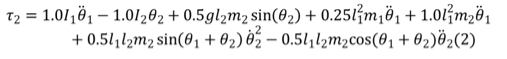 τ₂ = 1.0I₁θ̈₁ − 1.0I₂θ̈₂ + 0.5gl₂m₂ sin(θ₂) + 0.25l₁²m₁θ̈₁ + 1.0l₁²m₂θ̈₁
+ 0.5l₁l₂m₂ sin(θ₁ + θ₂) θ̇₂² − 0.5l₁l₂m₂cos(θ₁ + θ₂)θ̈₂(2)